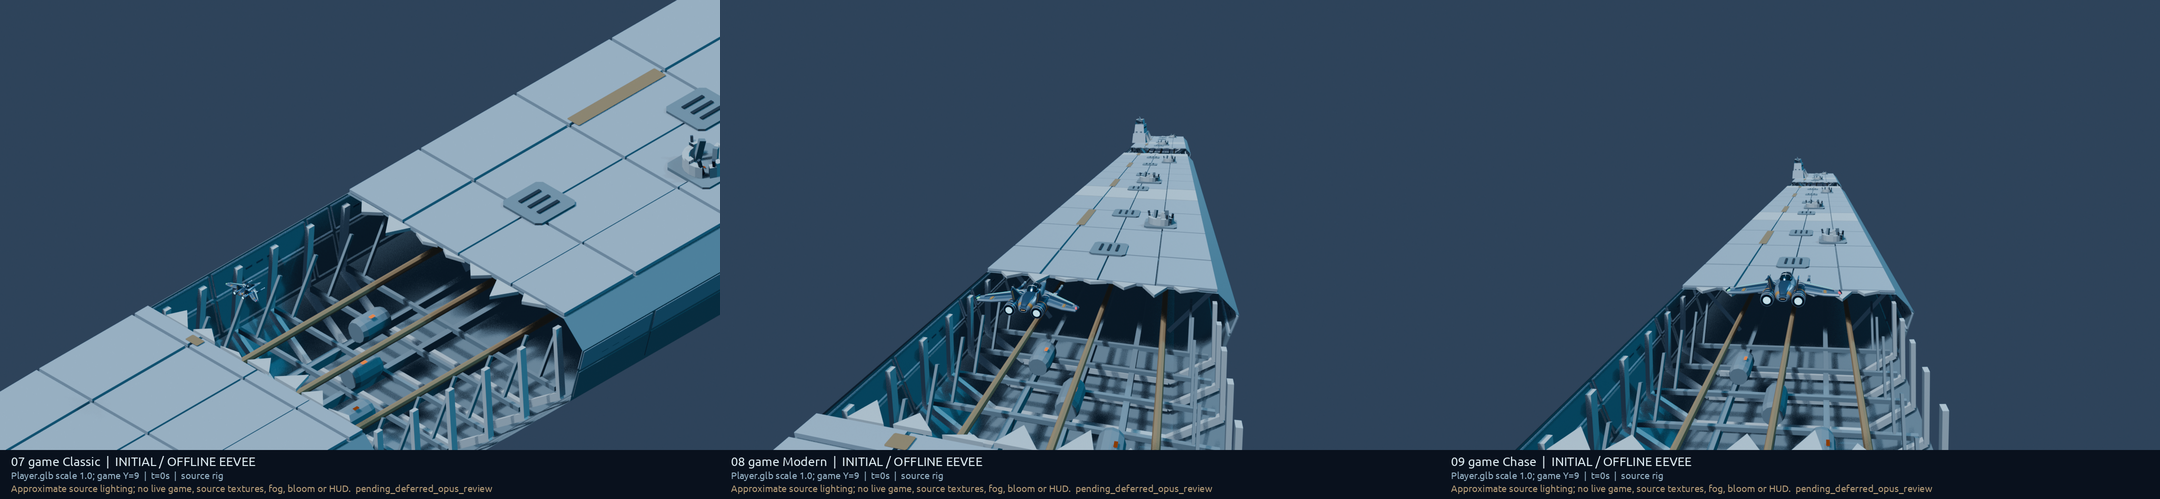 07 game Classic | INITIAL / OFFLINE EEVEE
Player.glb scale 1.0; game Y=9 | t=0s | source rig
Approximate source lighting; no live game, source textures, fog, bloom or HUD. pending_deferred_opus_review
08 game Modern | INITIAL / OFFLINE EEVEE
Player.glb scale 1.0; game Y=9 | t=0s | source rig
Approximate source lighting; no live game, source textures, fog, bloom or HUD. pending_deferred_opus_review
09 game Chase | INITIAL / OFFLINE EEVEE
Player.glb scale 1.0; game Y=9 | t=0s | source rig
Approximate source lighting; no live game, source textures, fog, bloom or HUD. pending_deferred_opus_review